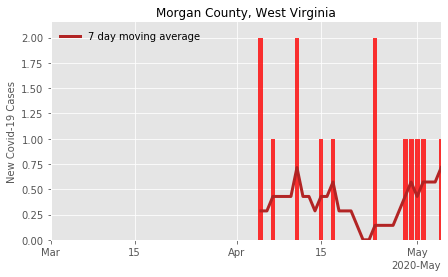 Morgan County, West Virginia
7 day moving average
New Covid-19 Cases
2.00
1.75
1.50
1.25
1.00
0.75
0.50
0.25
0.00
Mar 15 Apr 15 May
2020-May